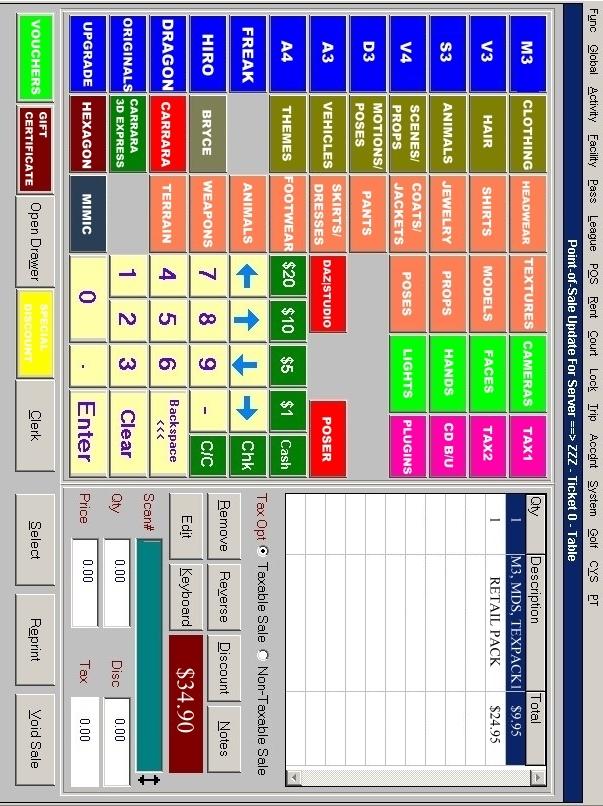 Func Global Activity Facility Pass League POS Rent Court Lock Trip Accdnt System Golf CYS PT
Point-of-Sale Update For Server ==> ZZZ - Ticket 0 - Table
M3 CLOTHING HEADWEAR TEXTURES CAMERAS TAX1
V3 HAIR SHIRTS MODELS FACES TAX2
S3 ANIMALS JEWELRY PROPS HANDS CD B/U
V4 SCENES/ PROPS COATS/ JACKETS POSES LIGHTS PLUGINS
D3 MOTIONS/ POSES PANTS
A3 VEHICLES SKIRTS/ DRESSES DAZ|STUDIO POSER
A4 THEMES FOOTWEAR $20 $10 $5 $1 Cash
FREAK ANIMALS Chk
HIRO BRYCE WEAPONS 7 8 9 - C/C
DRAGON CARRARA TERRAIN 4 5 6 Backspace <<<
ORIGINALS CARRARA 3D EXPRESS 1 2 3 Clear
UPGRADE HEXAGON MIMIC 0 . Enter
VOUCHERS GIFT CERTIFICATE Open Drawer SPECIAL DISCOUNT Clerk
Qty Description Total
1 M3, MDS, TEXPACK1 $9.95
1 RETAIL PACK $24.95
Tax Opt Taxable Sale Non-Taxable Sale
Remove Reverse Discount Notes
Edit Keyboard $34.90
Scan#
Qty 0.00 Disc 0.00
Price 0.00 Tax 0.00
Select Reprint Void Sale